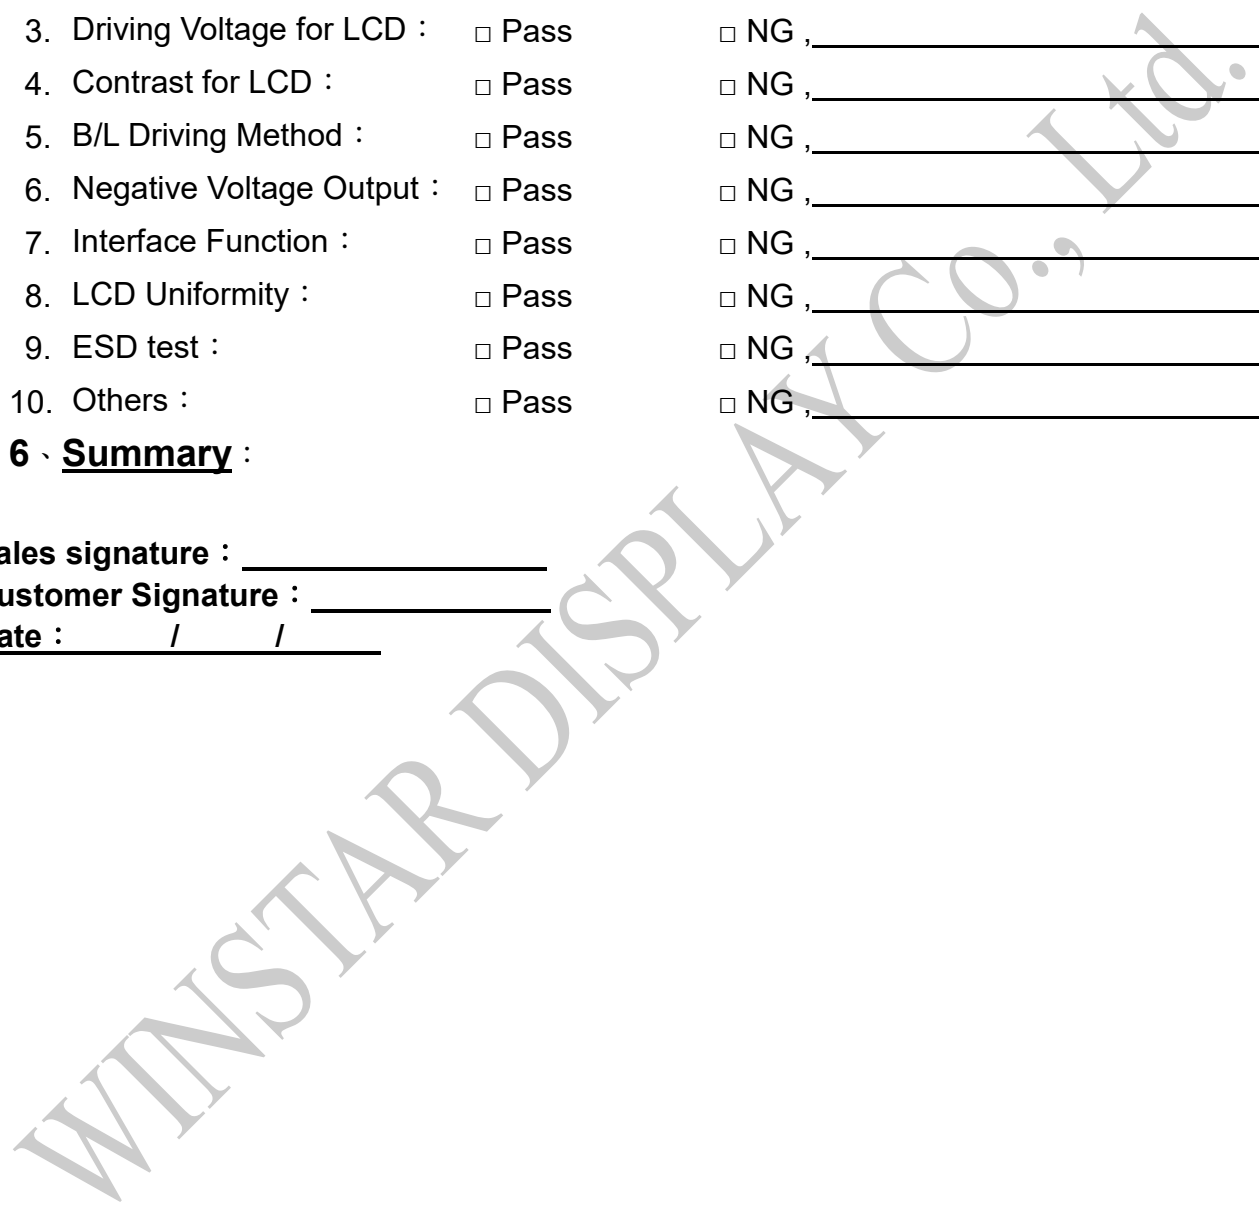 3. Driving Voltage for LCD： □ Pass □ NG ,
4. Contrast for LCD： □ Pass □ NG ,
5. B/L Driving Method： □ Pass □ NG ,
6. Negative Voltage Output： □ Pass □ NG ,
7. Interface Function： □ Pass □ NG ,
8. LCD Uniformity： □ Pass □ NG ,
9. ESD test： □ Pass □ NG ,
10. Others： □ Pass □ NG ,
6、Summary：
ales signature：
ustomer Signature：
ate： / /
WINSTAR DISPLAY Co., Ltd.